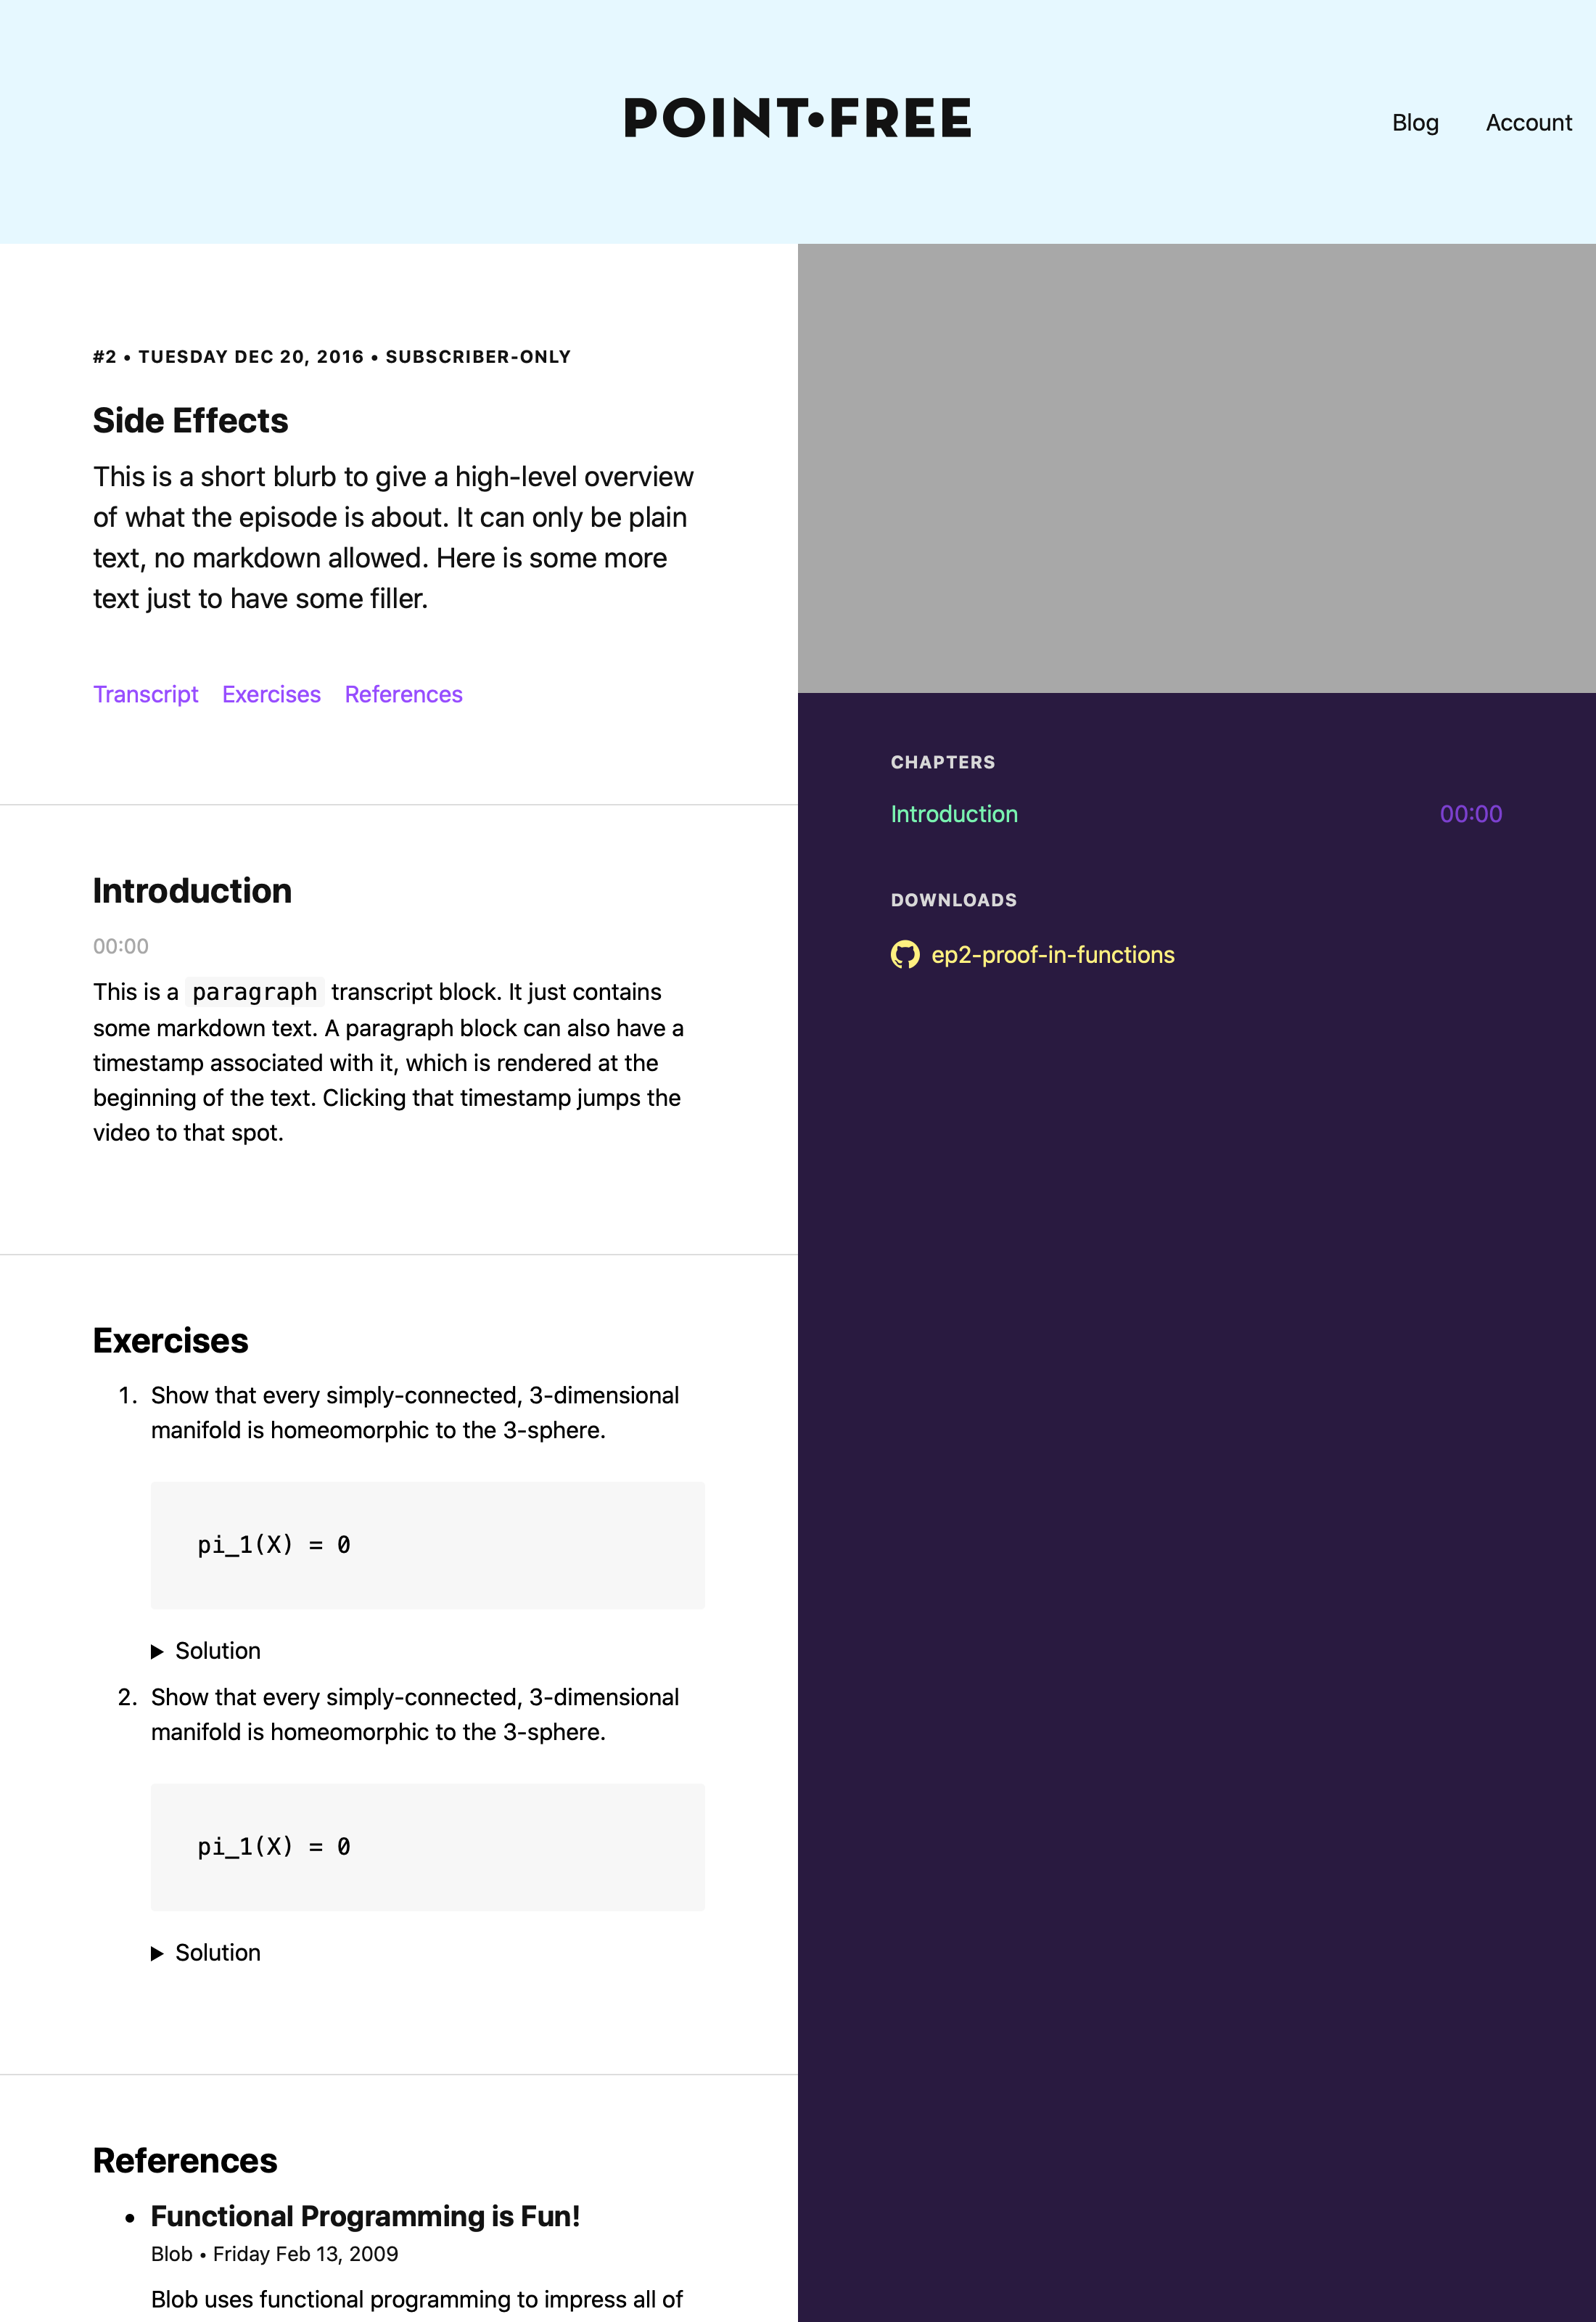 POINT•FREE
Blog
Account
#2 • TUESDAY DEC 20, 2016 • SUBSCRIBER-ONLY
Side Effects
This is a short blurb to give a high-level overview
of what the episode is about. It can only be plain
text, no markdown allowed. Here is some more
text just to have some filler.
Transcript
Exercises
References
Introduction
00:00
This is a paragraph transcript block. It just contains
some markdown text. A paragraph block can also have a
timestamp associated with it, which is rendered at the
beginning of the text. Clicking that timestamp jumps the
video to that spot.
Exercises
1. Show that every simply-connected, 3-dimensional
manifold is homeomorphic to the 3-sphere.
pi_1(X) = 0
Solution
2. Show that every simply-connected, 3-dimensional
manifold is homeomorphic to the 3-sphere.
pi_1(X) = 0
Solution
References
• Functional Programming is Fun!
Blob • Friday Feb 13, 2009
Blob uses functional programming to impress all of
CHAPTERS
Introduction
00:00
DOWNLOADS
ep2-proof-in-functions